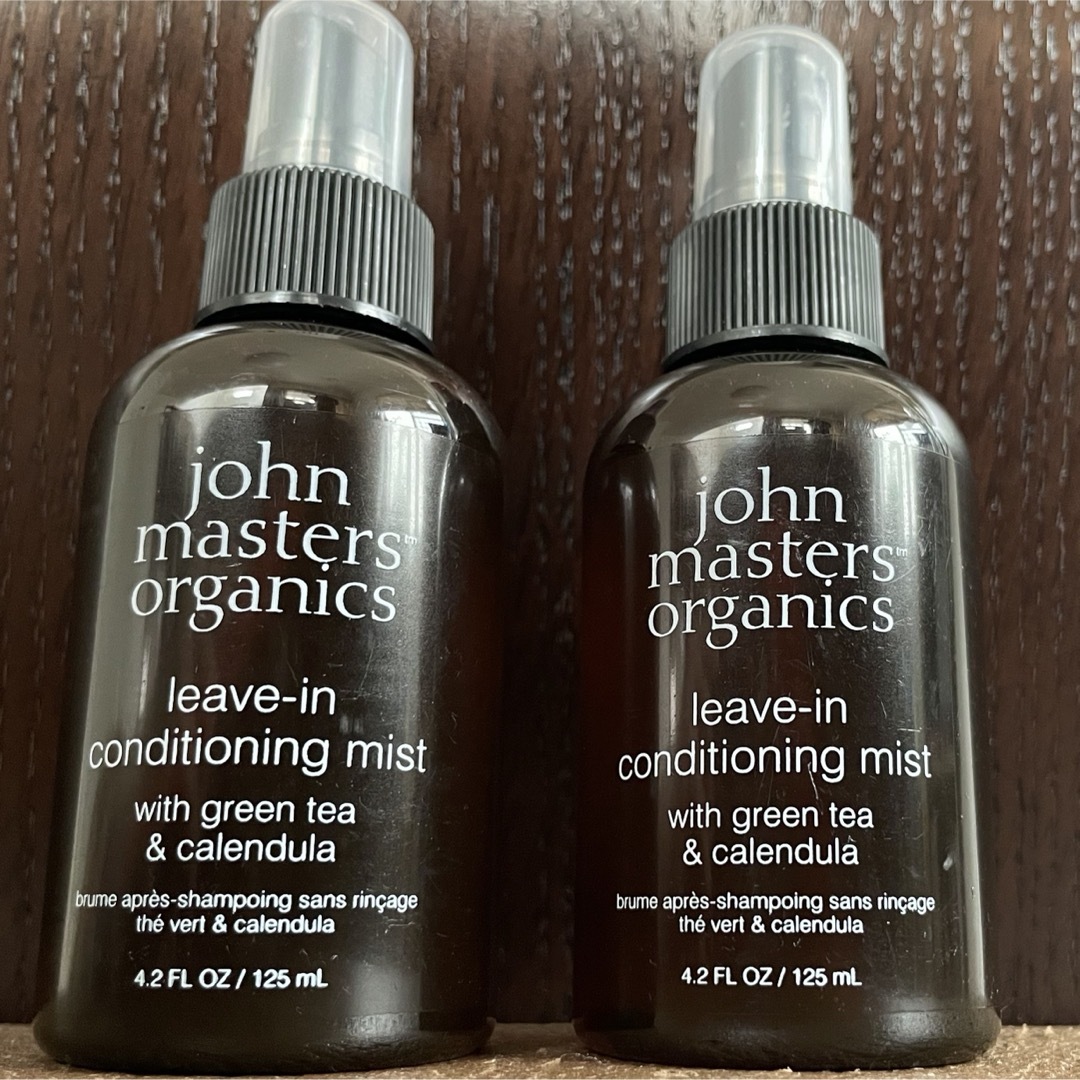 john
masters™
organics
leave-in
conditioning mist
with green tea
& calendula
brume après-shampoing sans rinçage
thé vert & calendula
4.2 FL OZ / 125 mL
john
masters™
organics
leave-in
conditioning mist
with green tea
& calendula
brume après-shampoing sans rinçage
thé vert & calendula
4.2 FL OZ / 125 mL